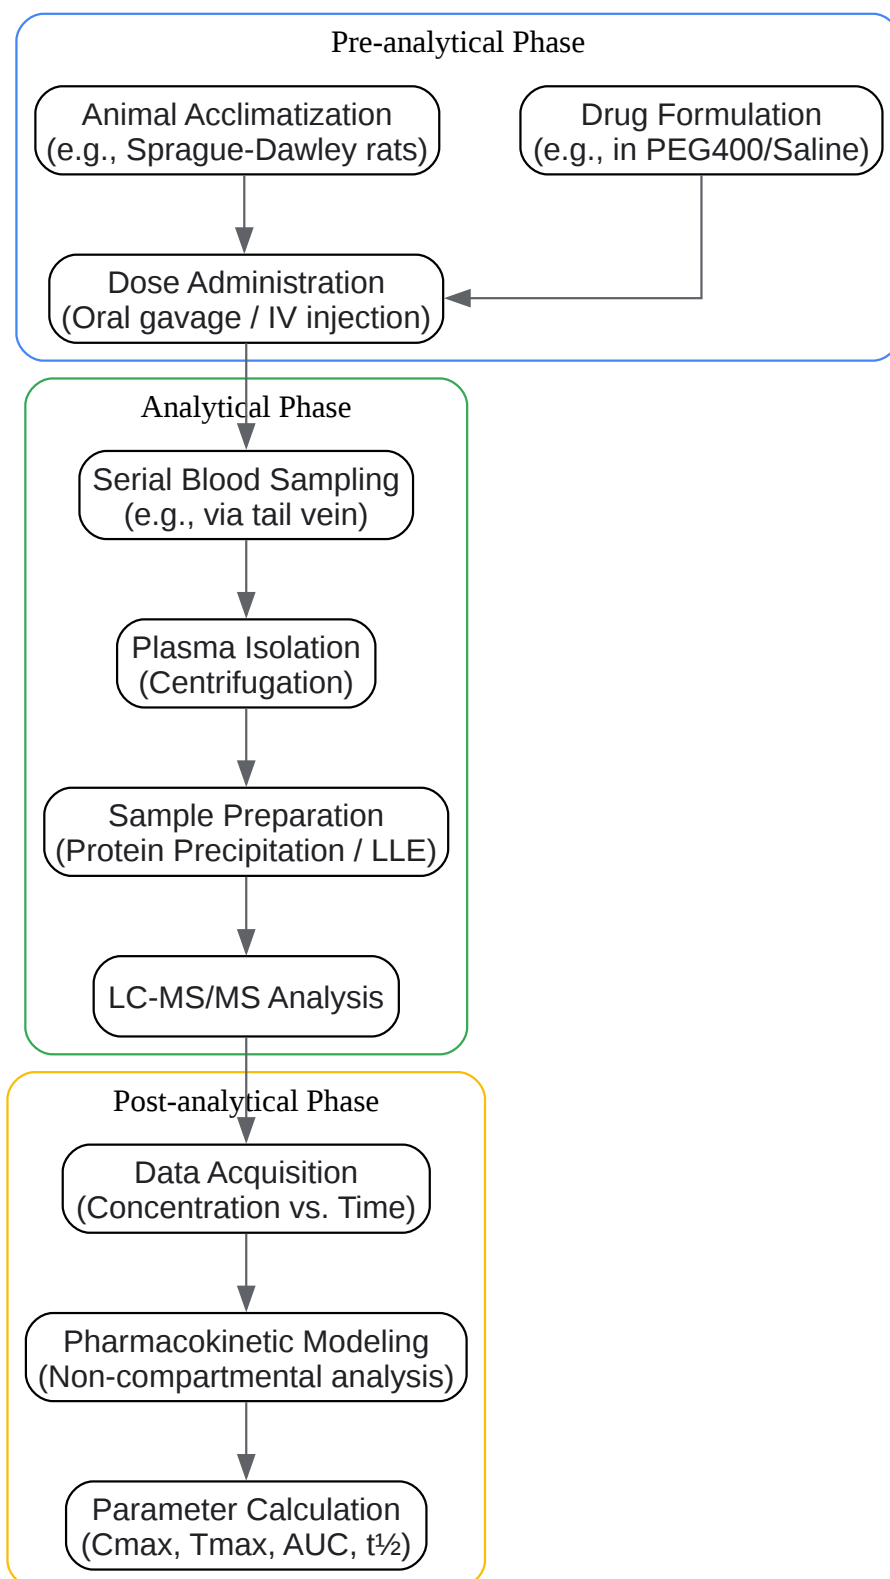 Pre-analytical Phase
Animal Acclimatization
(e.g., Sprague-Dawley rats)
Drug Formulation
(e.g., in PEG400/Saline)
Dose Administration
(Oral gavage / IV injection)
Analytical Phase
Serial Blood Sampling
(e.g., via tail vein)
Plasma Isolation
(Centrifugation)
Sample Preparation
(Protein Precipitation / LLE)
LC-MS/MS Analysis
Post-analytical Phase
Data Acquisition
(Concentration vs. Time)
Pharmacokinetic Modeling
(Non-compartmental analysis)
Parameter Calculation
(Cmax, Tmax, AUC, t½)